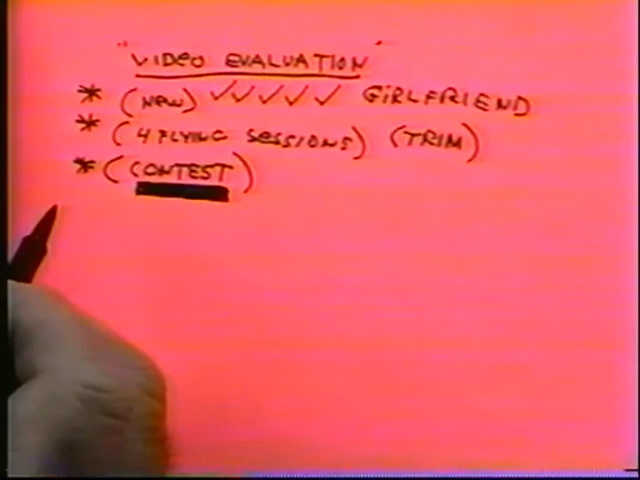 "VIDEO EVALUATION"
* (NEW) ✓✓✓✓✓ GIRLFRIEND
* (4 FLYING SESSIONS) (TRIM)
* (CONTEST)